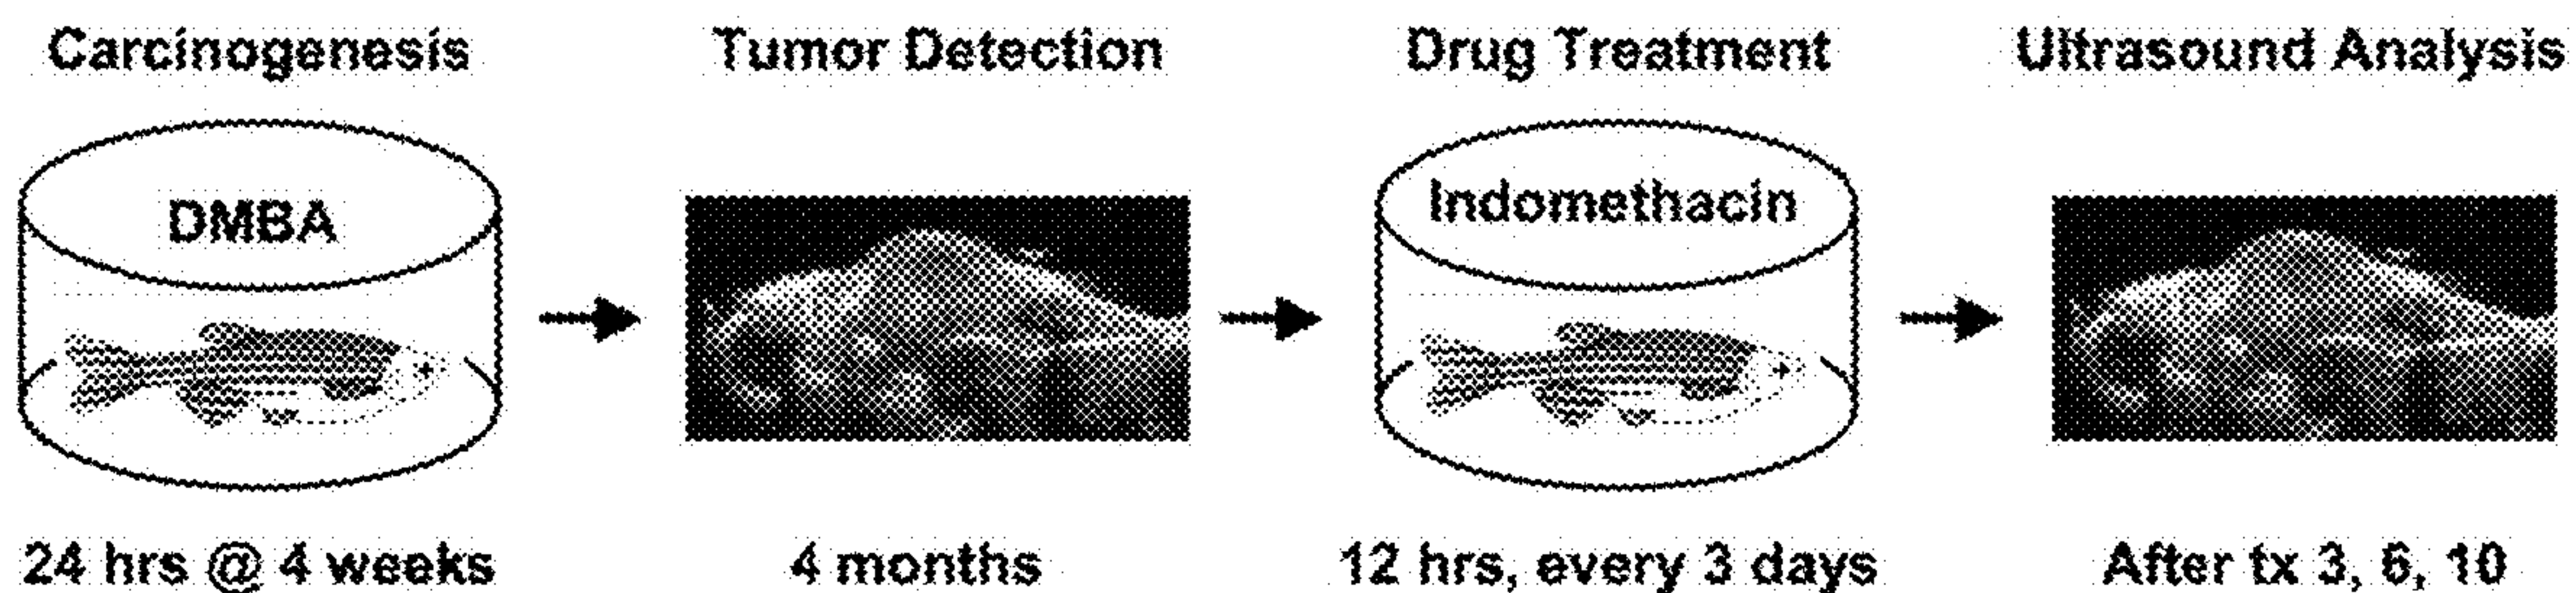 Carcinogenesis
Tumor Detection
Drug Treatment
Ultrasound Analysis
DMBA
Indomethacin
24 hrs @ 4 weeks
4 months
12 hrs, every 3 days
After tx 3, 6, 10